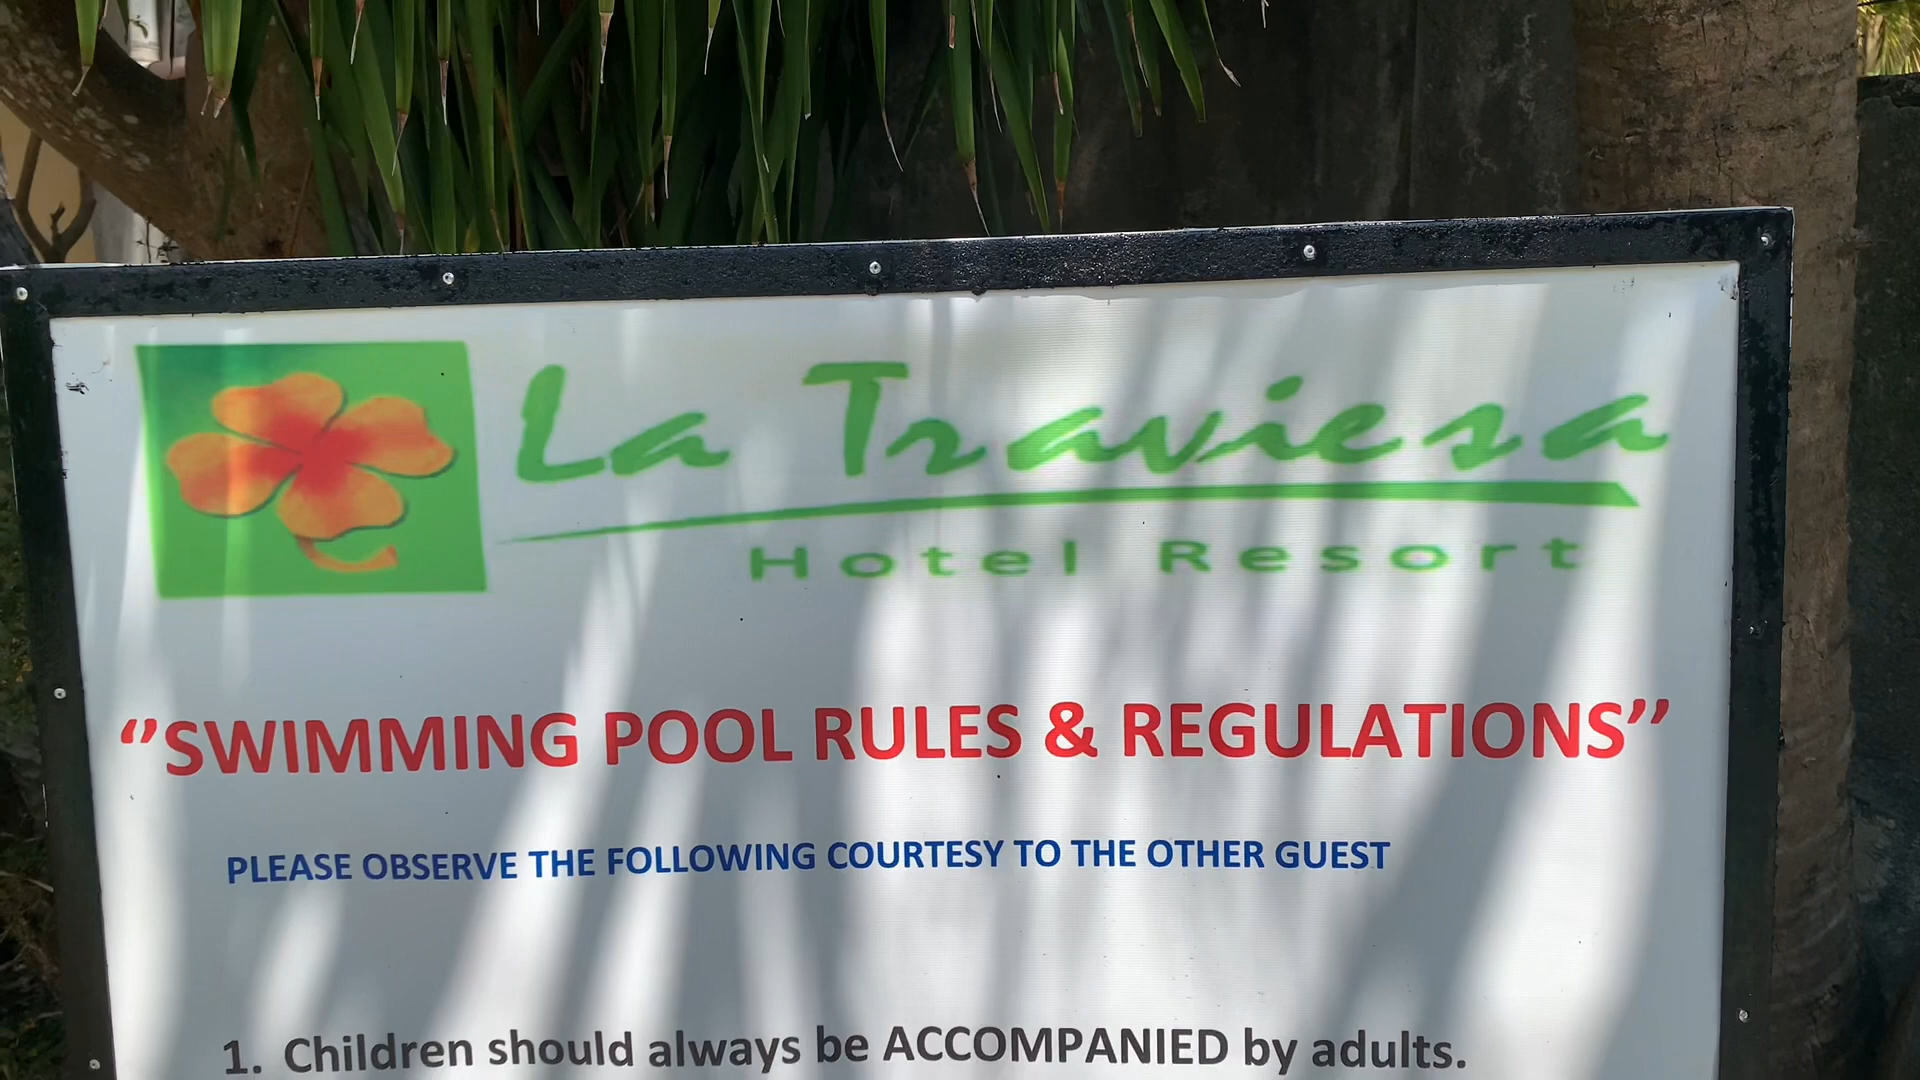 La Traviesa
Hotel Resort
‘’SWIMMING POOL RULES & REGULATIONS’’
PLEASE OBSERVE THE FOLLOWING COURTESY TO THE OTHER GUEST
1. Children should always be ACCOMPANIED by adults.